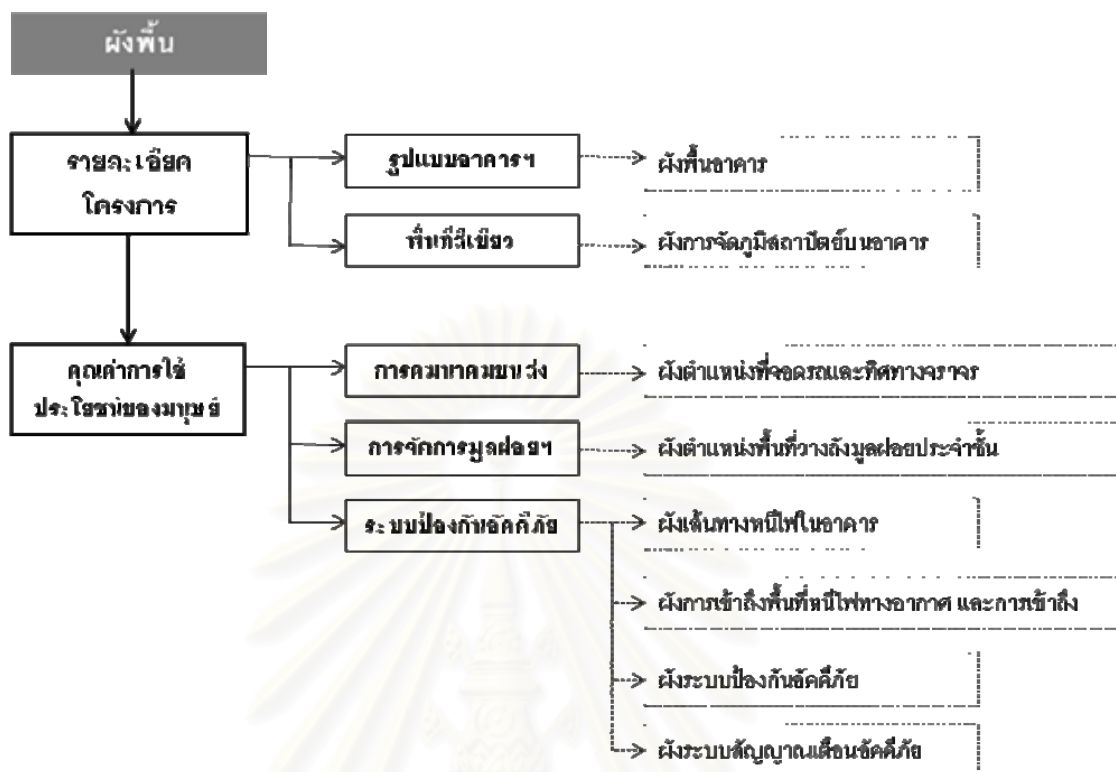 ผังพื้น
รายละเอียด
โครงการ
รูปแบบอาคารฯ
ผังพื้นอาคาร
พื้นที่สีเขียว
ผังการจัดภูมิสถาปัตย์บนอาคาร
คุณค่าการใช้
ประโยชน์ของมนุษย์
การคมนาคมขนส่ง
ผังตำแหน่งที่จอดรถและทิศทางจราจร
การจัดการมูลฝอยฯ
ผังตำแหน่งพื้นที่วางถังมูลฝอยประจำชั้น
ระบบป้องกันอัคคีภัย
ผังเส้นทางหนีไฟในอาคาร
ผังการเข้าถึงพื้นที่หนีไฟทางอากาศ และการเข้าถึง
ผังระบบป้องกันอัคคีภัย
ผังระบบสัญญาณเตือนอัคคีภัย